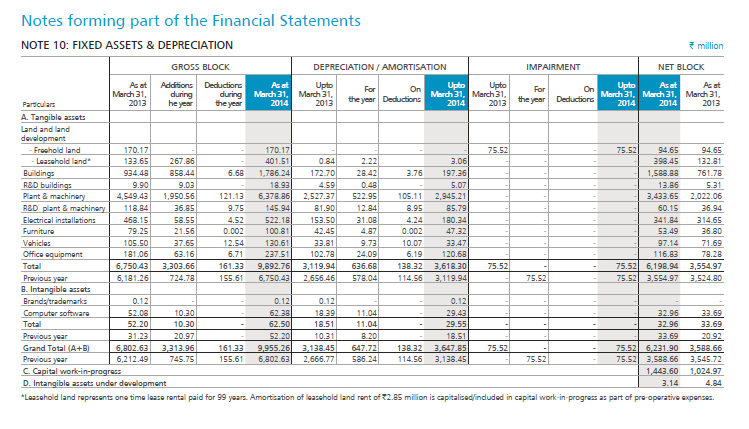 Notes forming part of the Financial Statements
NOTE 10: FIXED ASSETS & DEPRECIATION ₹ million
GROSS BLOCK DEPRECIATION / AMORTISATION IMPAIRMENT NET BLOCK
Particulars As at March 31, 2013 Additions during he year Deductions during the year As at March 31, 2014 Upto March 31, 2013 For the year On Deductions Upto March 31, 2014 Upto March 31, 2013 For the year On Deductions Upto March 31, 2014 As at March 31, 2014 As at March 31, 2013
A. Tangible assets
Land and land development
- Freehold land 170.17 - - 170.17 - - - - 75.52 - - 75.52 94.65 94.65
- Leasehold land* 133.65 267.86 - 401.51 0.84 2.22 - 3.06 - - - - 398.45 132.81
Buildings 934.48 858.44 6.68 1,786.24 172.70 28.42 3.76 197.36 - - - - 1,588.88 761.78
R&D buildings 9.90 9.03 - 18.93 4.59 0.48 - 5.07 - - - - 13.86 5.31
Plant & machinery 4,549.43 1,950.56 121.13 6,378.86 2,527.37 522.95 105.11 2,945.21 - - - - 3,433.65 2,022.06
R&D plant & machinery 118.84 36.85 9.75 145.94 81.90 12.84 8.95 85.79 - - - - 60.15 36.94
Electrical installations 468.15 58.55 4.52 522.18 153.50 31.08 4.24 180.34 - - - - 341.84 314.65
Furniture 79.25 21.56 0.002 100.81 42.45 4.87 0.002 47.32 - - - - 53.49 36.80
Vehicles 105.50 37.65 12.54 130.61 33.81 9.73 10.07 33.47 - - - - 97.14 71.69
Office equipment 181.06 63.16 6.71 237.51 102.78 24.09 6.19 120.68 - - - - 116.83 78.28
Total 6,750.43 3,303.66 161.33 9,892.76 3,119.94 636.68 138.32 3,618.30 75.52 - - 75.52 6,198.94 3,554.97
Previous year 6,181.26 724.78 155.61 6,750.43 2,656.46 578.04 114.56 3,119.94 - 75.52 - 75.52 3,554.97 3,524.80
B. Intangible assets
Brands/trademarks 0.12 - - 0.12 0.12 - - 0.12 - - - - - -
Computer software 52.08 10.30 - 62.38 18.39 11.04 - 29.43 - - - - 32.96 33.69
Total 52.20 10.30 - 62.50 18.51 11.04 - 29.55 - - - - 32.96 33.69
Previous year 31.23 20.97 - 52.20 10.31 8.20 - 18.51 - - - - 33.69 20.92
Grand Total (A+B) 6,802.63 3,313.96 161.33 9,955.26 3,138.45 647.72 138.32 3,647.85 75.52 - - 75.52 6,231.90 3,588.66
Previous year 6,212.49 745.75 155.61 6,802.63 2,666.77 586.24 114.56 3,138.45 - 75.52 - 75.52 3,588.66 3,545.72
C. Capital work-in-progress 1,443.60 1,024.97
D. Intangible assets under development 3.14 4.84
*Leasehold land represents one time lease rental paid for 99 years. Amortisation of leasehold land rent of ₹2.85 million is capitalised/included in capital work-in-progress as part of pre-operative expenses.